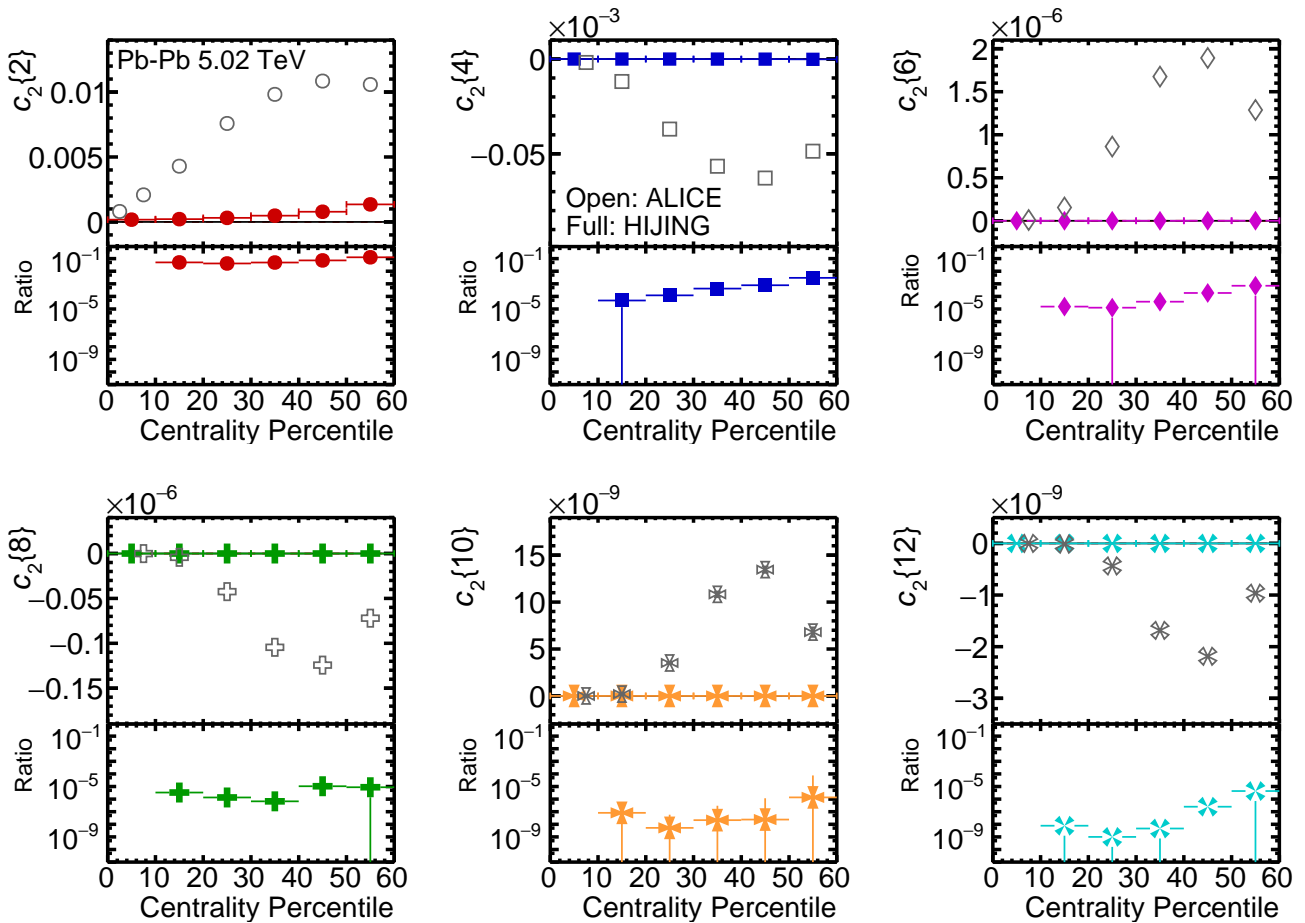 c₂{2}
Pb-Pb 5.02 TeV
0.01
0.005
0
Ratio
10⁻¹
10⁻⁵
10⁻⁹
0 10 20 30 40 50 60
Centrality Percentile
×10⁻³
c₂{4}
0
−0.05
Open: ALICE
Full: HIJING
Ratio
10⁻¹
10⁻⁵
10⁻⁹
0 10 20 30 40 50 60
Centrality Percentile
×10⁻⁶
c₂{6}
2
1.5
1
0.5
0
Ratio
10⁻¹
10⁻⁵
10⁻⁹
0 10 20 30 40 50 60
Centrality Percentile
×10⁻⁶
c₂{8}
0
−0.05
−0.1
−0.15
Ratio
10⁻¹
10⁻⁵
10⁻⁹
0 10 20 30 40 50 60
Centrality Percentile
×10⁻⁹
c₂{10}
15
10
5
0
Ratio
10⁻¹
10⁻⁵
10⁻⁹
0 10 20 30 40 50 60
Centrality Percentile
×10⁻⁹
c₂{12}
0
−1
−2
−3
Ratio
10⁻¹
10⁻⁵
10⁻⁹
0 10 20 30 40 50 60
Centrality Percentile